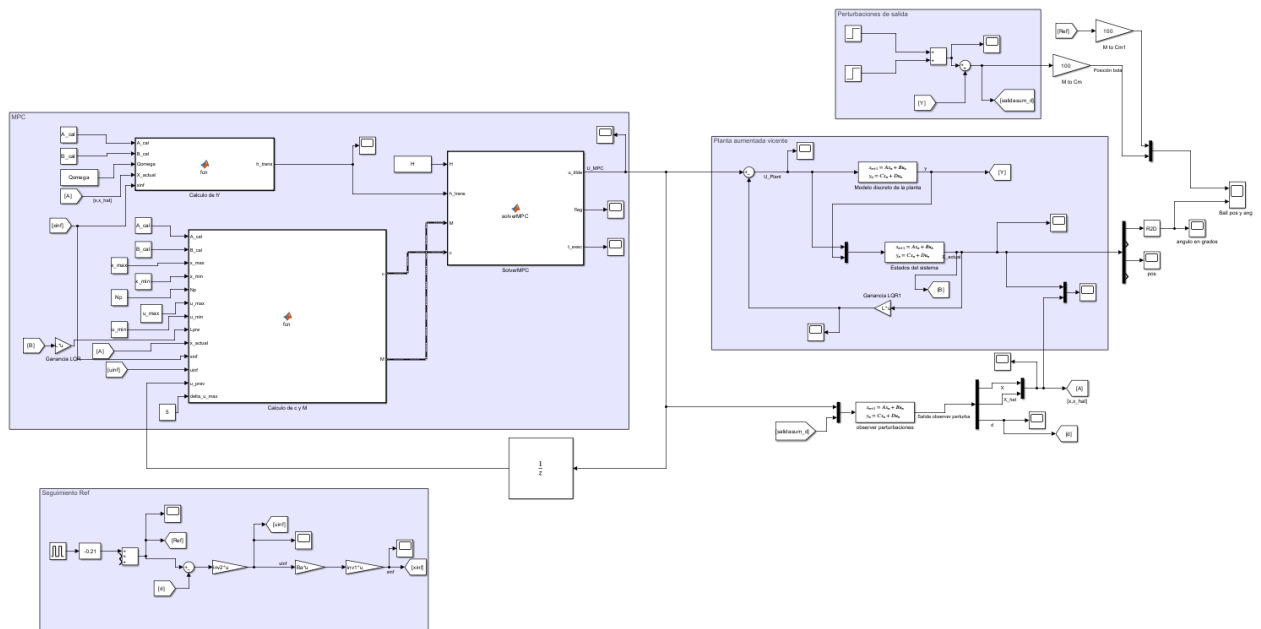 Perturbaciones de salida
[Ref]
100
M to Cm1
100
M to Cm
Posición bola
[Y]
[salidasum_d]
MPC
A_cal
B_cal
Qomega
[A]
[x,x_hat]
A_cal
B_cal
Qomega
X_actual
xinf
fcn
h_trans
Calculo de h'
H
H
h_trans
M
c
solverMPC
u_tilde
flag
t_exec
SolverMPC
U_MPC
[xinf]
A_cal
B_cal
x_max
x_min
Np
u_max
u_min
[B]
Ganancia LQR
[A]
[uinf]
5
A_cal
B_cal
x_max
x_min
Np
u_max
u_min
Lpre
x_actual
xinf
uinf
u_prev
delta_u_max
fcn
c
M
Calculo de c y M
Planta aumentada vicente
U_Plant
Modelo discreto de la planta
y
[Y]
Estados del sistema
[B]
Ganancia LQR1
R2D
angulo en grados
pos
Ball pos y ang
[salidasum_d]
observer perturbaciones
Salida observer perturba
X
X_hat
d
[A]
[x,x_hat]
[d]
1
z
Seguimiento Ref
-0.21
[Ref]
[d]
inv2*u
[uinf]
uinf
Ba*u
inv1*u
xinf
[xinf]